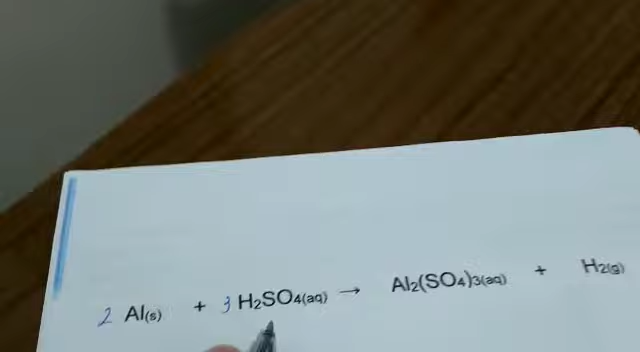 2 Al(s) + 3 H2SO4(aq) → Al2(SO4)3(aq) + H2(g)